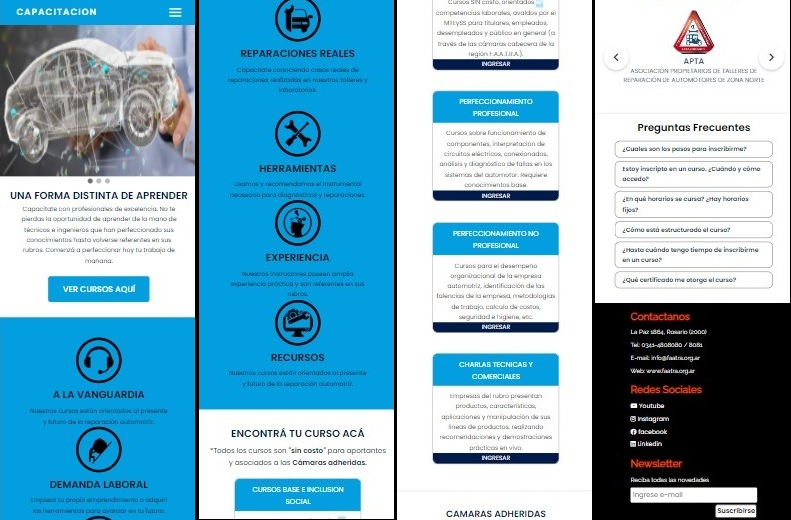 CAPACITACION
UNA FORMA DISTINTA DE APRENDER
Capacitate con profesionales de excelencia. No te
pierdas la oportunidad de aprender de la mano de
técnicos e ingenieros que han perfeccionado sus
conocimientos hasta volverse referentes en sus
rubros. Comenzá a perfeccionar hoy tu trabajo de
mañana.
VER CURSOS AQUÍ
A LA VANGUARDIA
Nuestros cursos están orientados al presente
y futuro de la reparación automotriz.
DEMANDA LABORAL
Empieza tu propio emprendimiento o adquirí
las herramientas para avanzar en tu futuro.
REPARACIONES REALES
Capacitate conociendo casos reales de
reparaciones realizadas en nuestros talleres y
laboratorios.
HERRAMIENTAS
Usamos y recomendamos el instrumental
necesario para diagnósticos y reparaciones.
EXPERIENCIA
Nuestros instructores poseen amplia
experiencia práctica y son referentes en sus
rubros.
RECURSOS
Nuestros cursos están orientados al presente
y futuro de la reparación automotriz.
ENCONTRÁ TU CURSO ACÁ
*Todos los cursos son "sin costo" para aportantes
y asociados a las Cámaras adheridas.
CURSOS BASE E INCLUSION
SOCIAL
Cursos SIN costo, orientados
competencias laborales, avalados por el
MTEySS para titulares, empleados,
desempleados y público en general (a
través de las cámaras cabecera de la
región F.A.A.T.R.A.).
INGRESAR
PERFECCIONAMIENTO
PROFESIONAL
Cursos sobre funcionamiento de
componentes, interpretación de
circuitos eléctricos, conexionados,
análisis y diagnóstico de fallas en los
sistemas del automotor. Requiere
conocimientos base.
INGRESAR
PERFECCIONAMIENTO NO
PROFESIONAL
Cursos para el desempeño
organizacional de la empresa
automotriz, identificación de las
falencias de la empresa, metodologías
de trabajo, calculo de costos,
seguridad e higiene, etc.
INGRESAR
CHARLAS TECNICAS Y
COMERCIALES
Empresas del rubro presentan
productos, características,
aplicaciones y manipulación de sus
líneas de productos, realizando
recomendaciones y demostraciones
prácticas en vivo.
INGRESAR
CAMARAS ADHERIDAS
APTA
ASOCIACIÓN PROPIETARIOS DE TALLERES DE
REPARACIÓN DE AUTOMOTORES DE ZONA NORTE
Preguntas Frecuentes
¿Cuales son los pasos para inscribirme?
Estoy inscripto en un curso. ¿Cuándo y cómo
accedo?
¿En qué horarios se cursa? ¿Hay horarios
fijos?
¿Cómo está estructurado el curso?
¿Hasta cuándo tengo tiempo de inscribirme
en un curso?
¿Qué certificado me otorga el curso?
Contactanos
La Paz 1864, Rosario (2000)
Tel: 0341-4808080 / 8081
E-mail: info@faatra.org.ar
Web: www.faatra.org.ar
Redes Sociales
Youtube
Instagram
facebook
Linkedin
Newsletter
Reciba todas las novedades
Ingrese e-mail
Suscribirse